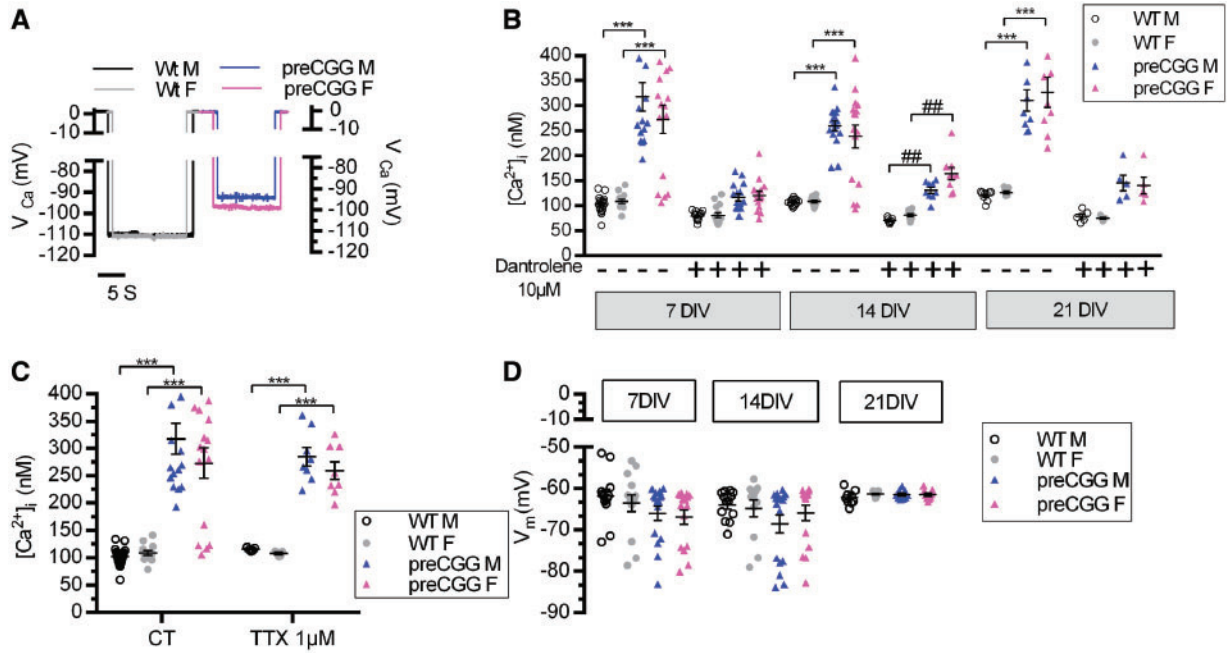 A
Wt M
preCGG M
Wt F
preCGG F
0
-10
-70
-80
-90
-100
-110
-120
V Ca (mV)
0
-10
-80
-90
-100
-110
-120
V Ca (mV)
5 S
B
WT M
WT F
preCGG M
preCGG F
*** *** *** *** *** ***
## ##
400
350
300
250
200
150
100
50
0
[Ca²⁺]i (nM)
Dantrolene - - - - + + + + - - - - + + + + - - - - + + + +
10µM
7 DIV 14 DIV 21 DIV
C
*** *** *** ***
400
350
300
250
200
150
100
50
0
[Ca²⁺]i (nM)
CT TTX 1µM
WT M
WT F
preCGG M
preCGG F
D
0
-10
-60
-70
-80
-90
Vm (mV)
7DIV 14DIV 21DIV
WT M
WT F
preCGG M
preCGG F